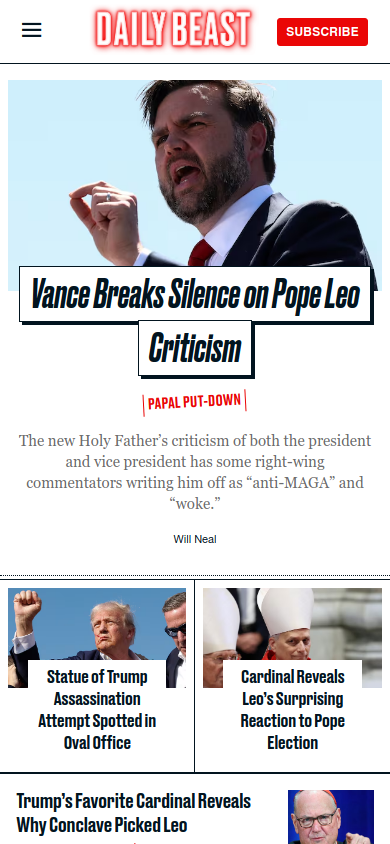 DAILY BEAST
SUBSCRIBE
Vance Breaks Silence on Pope Leo
Criticism
PAPAL PUT-DOWN
The new Holy Father’s criticism of both the president
and vice president has some right-wing
commentators writing him off as “anti-MAGA” and
“woke.”
Will Neal
Statue of Trump
Assassination
Attempt Spotted in
Oval Office
Cardinal Reveals
Leo’s Surprising
Reaction to Pope
Election
Trump’s Favorite Cardinal Reveals
Why Conclave Picked Leo